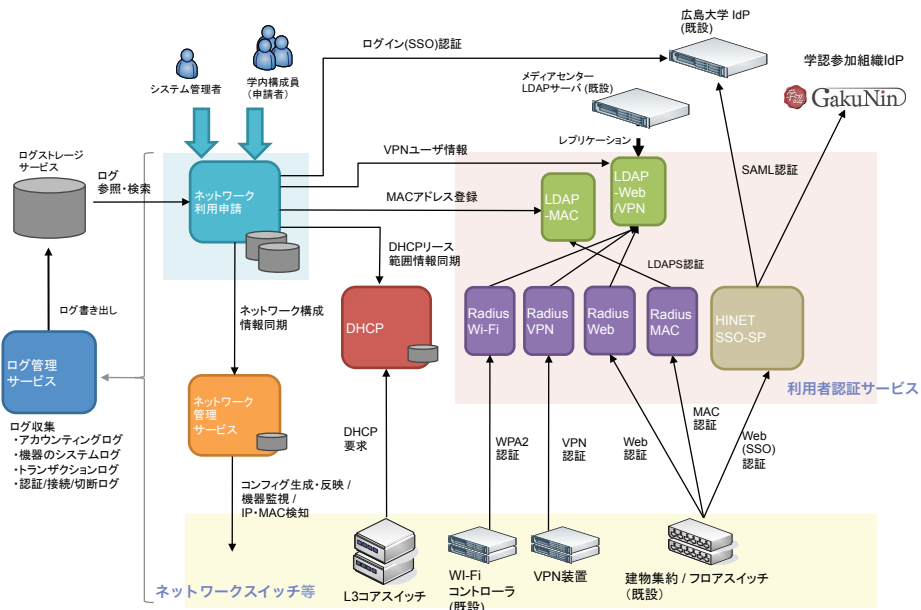 広島大学 IdP
(既設)
ログイン(SSO)認証
学認参加組織IdP
学認
GakuNin
システム管理者
学内構成員
(申請者)
メディアセンター
LDAPサーバ (既設)
レプリケーション
VPNユーザ情報
SAML認証
ログストレージ
サービス
ログ
参照・検索
ネットワーク
利用申請
MACアドレス登録
LDAP
-MAC
LDAP
-Web
/VPN
DHCPリース
範囲情報同期
LDAPS認証
ログ書き出し
ネットワーク構成
情報同期
DHCP
Radius
Wi-Fi
Radius
VPN
Radius
Web
Radius
MAC
HINET
SSO-SP
ログ管理
サービス
利用者認証サービス
ネットワーク
管理
サービス
ログ収集
・アカウンティングログ
・機器のシステムログ
・トランザクションログ
・認証/接続/切断ログ
DHCP
要求
WPA2
認証
VPN
認証
Web
認証
MAC
認証
Web
(SSO)
認証
コンフィグ生成・反映 /
機器監視 /
IP・MAC検知
ネットワークスイッチ等
L3コアスイッチ
WI-Fi
コントローラ
(既設)
VPN装置
建物集約 / フロアスイッチ
(既設)